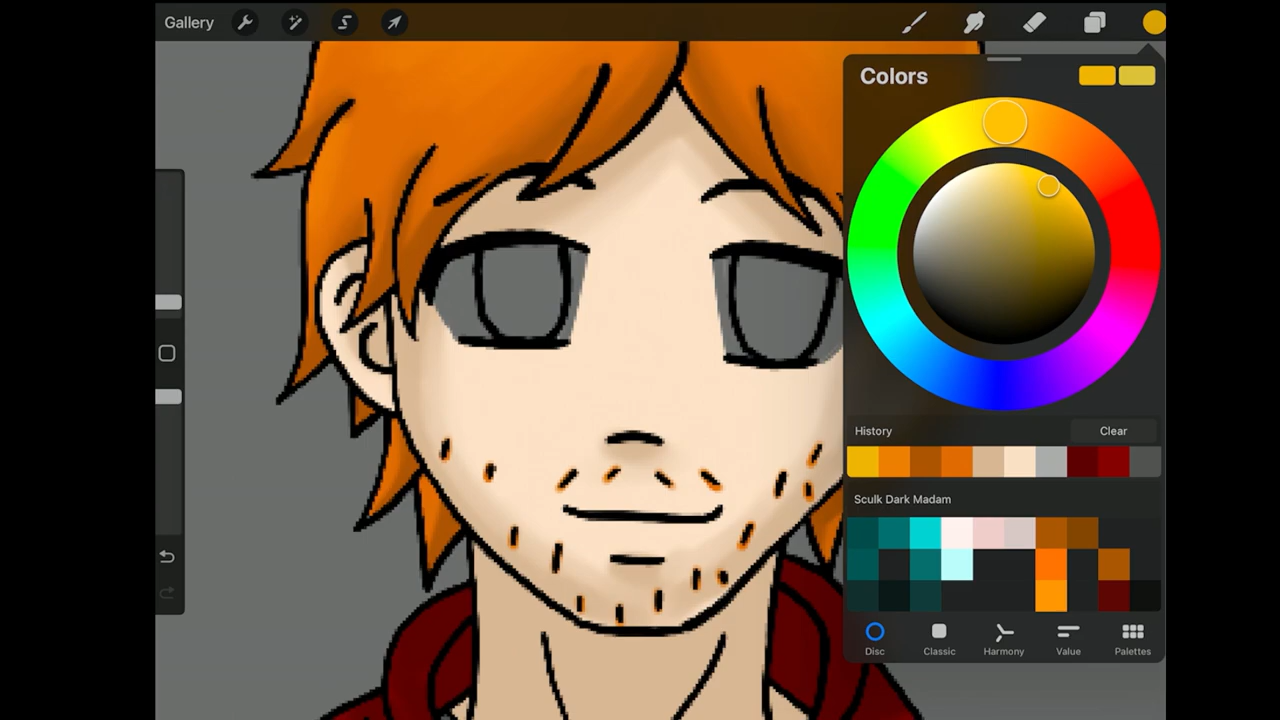 Gallery
Colors
History
Clear
Sculk Dark Madam
Disc
Classic
Harmony
Value
Palettes